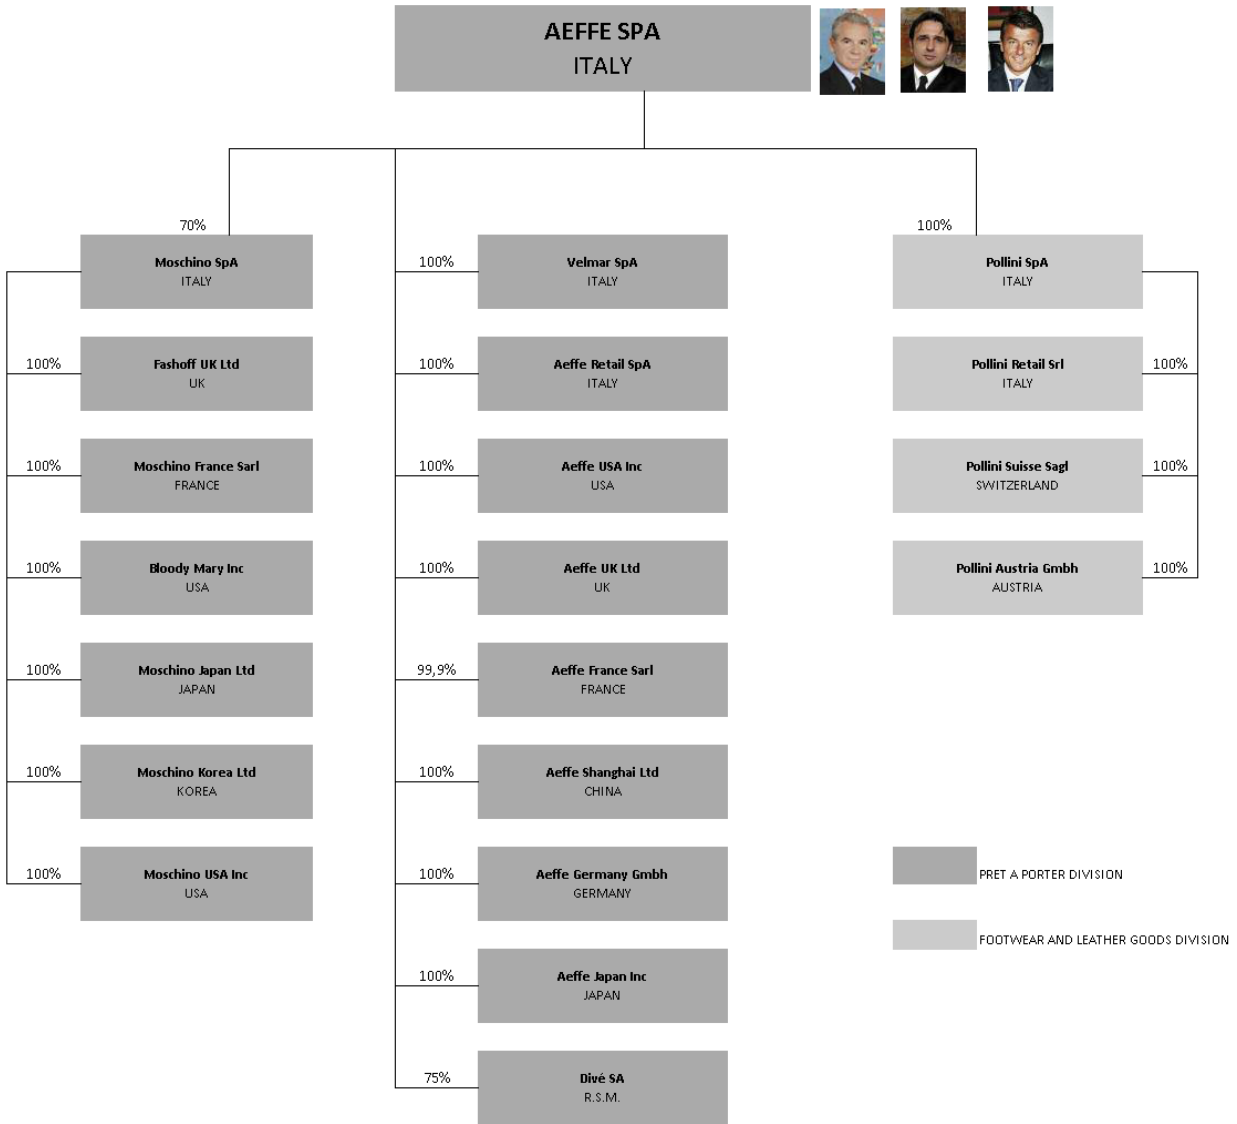 AEFFE SPA
ITALY
70%
Moschino SpA
ITALY
100%
Fashoff UK Ltd
UK
100%
Moschino France Sarl
FRANCE
100%
Bloody Mary Inc
USA
100%
Moschino Japan Ltd
JAPAN
100%
Moschino Korea Ltd
KOREA
100%
Moschino USA Inc
USA
100%
Velmar SpA
ITALY
100%
Aeffe Retail SpA
ITALY
100%
Aeffe USA Inc
USA
100%
Aeffe UK Ltd
UK
99,9%
Aeffe France Sarl
FRANCE
100%
Aeffe Shanghai Ltd
CHINA
100%
Aeffe Germany Gmbh
GERMANY
100%
Aeffe Japan Inc
JAPAN
75%
Divé SA
R.S.M.
100%
Pollini SpA
ITALY
Pollini Retail Srl
ITALY
100%
Pollini Suisse Sagl
SWITZERLAND
100%
Pollini Austria Gmbh
AUSTRIA
100%
PRET A PORTER DIVISION
FOOTWEAR AND LEATHER GOODS DIVISION